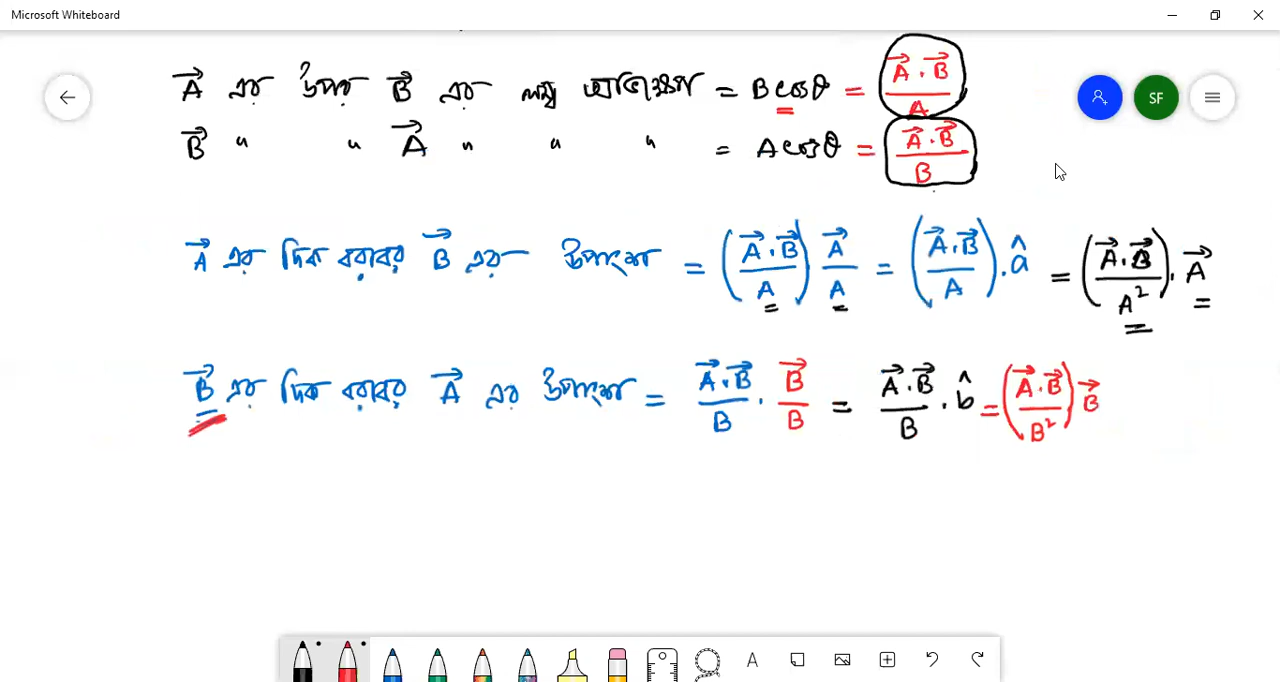 Microsoft Whiteboard
SF
A⃗ এর উপর B⃗ এর লম্ব অভিক্ষেপ = B cosθ = (A⃗ · B⃗)/A
B⃗ " " A⃗ " " " = A cosθ = (A⃗ · B⃗)/B
A⃗ এর দিক বরাবর B⃗ এর উপাংশ = ((A⃗ · B⃗)/A) A⃗/A = ((A⃗ · B⃗)/A) . â = ((A⃗ · B⃗)/A²) . A⃗
B⃗ এর দিক বরাবর A⃗ এর উপাংশ = (A⃗ · B⃗)/B . B⃗/B = (A⃗ · B⃗)/B . b̂ = ((A⃗ · B⃗)/B²) B⃗
A